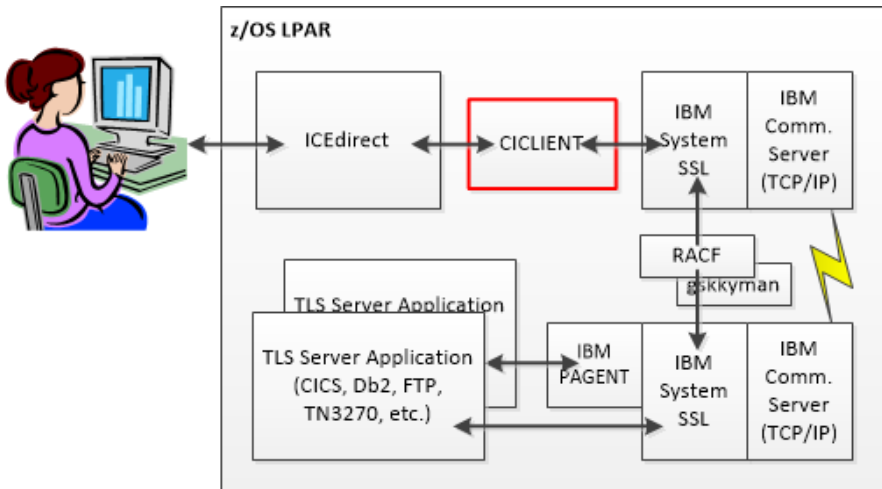 z/OS LPAR
ICEdirect
CICLIENT
IBM
System
SSL
IBM
Comm.
Server
(TCP/IP)
RACF
gskkyman
TLS Server Application
TLS Server Application
(CICS, Db2, FTP,
TN3270, etc.)
IBM
PAGENT
IBM
System
SSL
IBM
Comm.
Server
(TCP/IP)